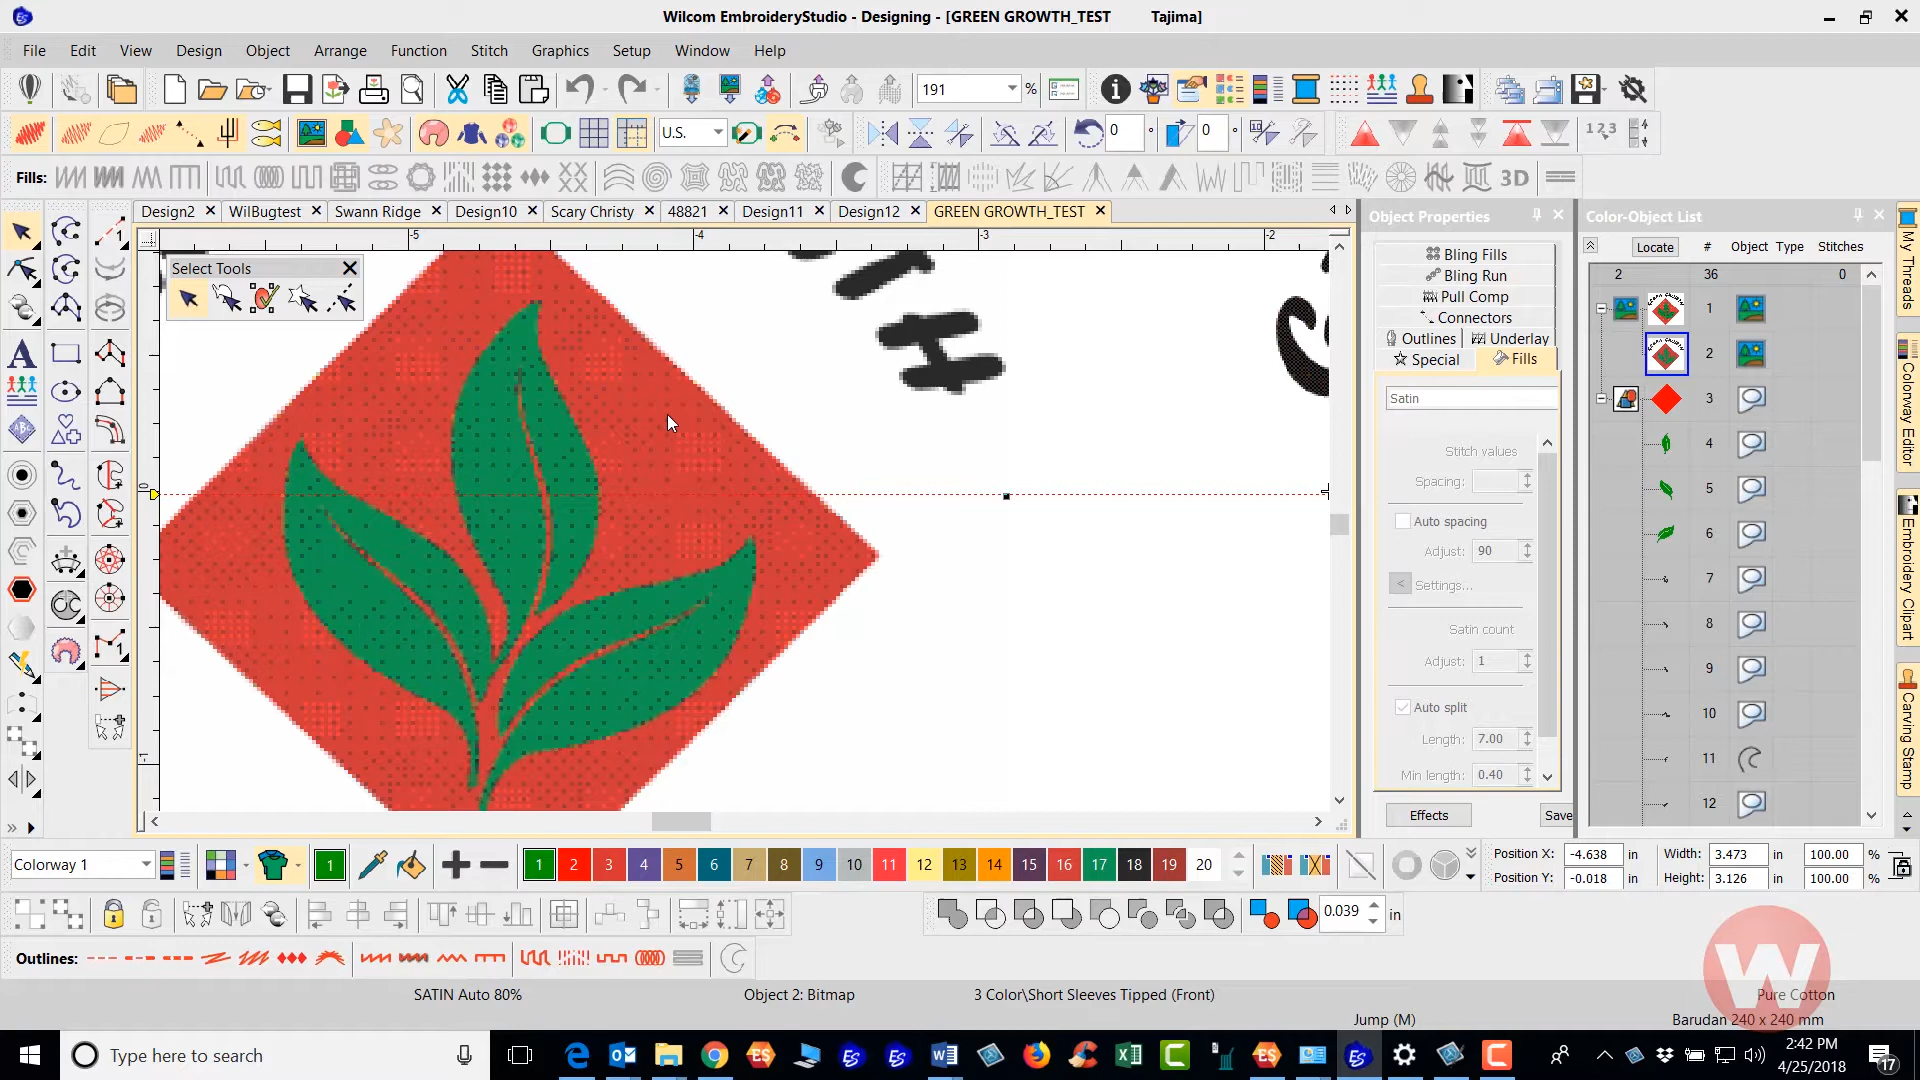 Wilcom EmbroideryStudio - Designing - [GREEN GROWTH_TEST Tajima]
File Edit View Design Object Arrange Function Stitch Graphics Setup Window Help
191 %
U.S. 0 ° 0 °
Fills: 3D
Design2 WilBugtest Swann Ridge Design10 Scary Christy 48821 Design11 Design12 GREEN GROWTH_TEST
Object Properties
Color-Object List
Select Tools
-5 -4 -3 -2
0
-1
Bling Fills
Bling Run
Pull Comp
Connectors
Outlines Underlay
Special Fills
Satin
Stitch values
Spacing:
Auto spacing
Adjust: 90
< Settings...
Satin count
Adjust: 1
Auto split
Length: 7.00
Min length: 0.40
Effects Save
Locate # Object Type Stitches
2 36 0
1
2
3
4
5
6
7
8
9
10
11
12
My Threads
Colorway Editor
Embroidery Clipart
Carving Stamp
H
Colorway 1 1 1 2 3 4 5 6 7 8 9 10 11 12 13 14 15 16 17 18 19 20
Position X: -4.638 in Width: 3.473 in 100.00 %
Position Y: -0.018 in Height: 3.126 in 100.00 %
0.039 in
Outlines:
SATIN Auto 80% Object 2: Bitmap 3 Color\Short Sleeves Tipped (Front) Pure Cotton
Jump (M) Barudan 240 x 240 mm
W
Type here to search
2:42 PM
4/25/2018
17